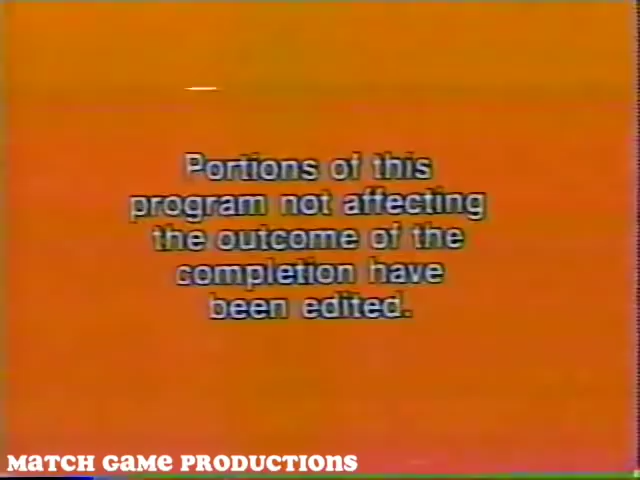 Portions of this
program not affecting
the outcome of the
completion have
been edited.
MATCH GAME PRODUCTIONS